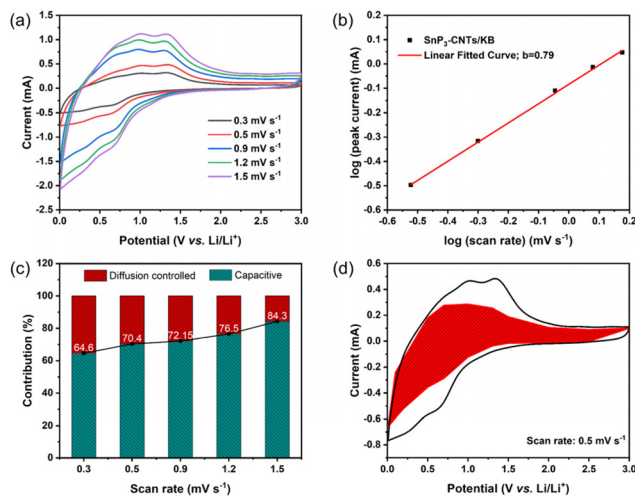 (a)
1.5
1.0
0.5
0.0
-0.5
-1.0
-1.5
-2.0
-2.5
Current (mA)
0.3 mV s⁻¹
0.5 mV s⁻¹
0.9 mV s⁻¹
1.2 mV s⁻¹
1.5 mV s⁻¹
0.0 0.5 1.0 1.5 2.0 2.5 3.0
Potential (V vs. Li/Li⁺)
(b)
0.1
0.0
-0.1
-0.2
-0.3
-0.4
-0.5
-0.6
log (peak current) (mA)
SnP₃-CNTs/KB
Linear Fitted Curve; b=0.79
-0.6 -0.5 -0.4 -0.3 -0.2 -0.1 0.0 0.1 0.2
log (scan rate) (mV s⁻¹)
(c)
Diffusion controlled Capacitive
120
100
80
60
40
20
0
Contribution (%)
64.6 70.4 72.15 76.5 84.3
0.3 0.5 0.9 1.2 1.5
Scan rate (mV s⁻¹)
(d)
0.6
0.4
0.2
0.0
-0.2
-0.4
-0.6
-0.8
Current (mA)
Scan rate: 0.5 mV s⁻¹
0.0 0.5 1.0 1.5 2.0 2.5 3.0
Potential (V vs. Li/Li⁺)